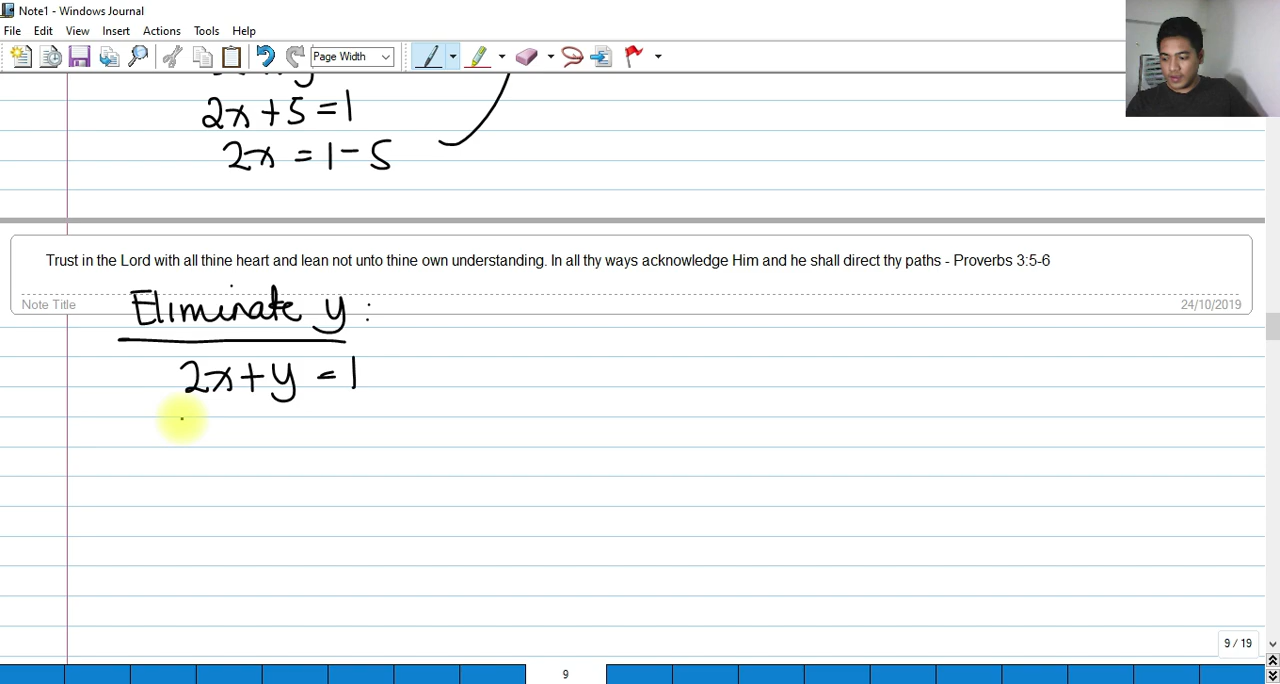 Note1 - Windows Journal
File Edit View Insert Actions Tools Help
Page Width
2x + 5 = 1
2x = 1 - 5
Trust in the Lord with all thine heart and lean not unto thine own understanding. In all thy ways acknowledge Him and he shall direct thy paths - Proverbs 3:5-6
Note Title
24/10/2019
Eliminate y :
2x + y = 1
9 / 19
9